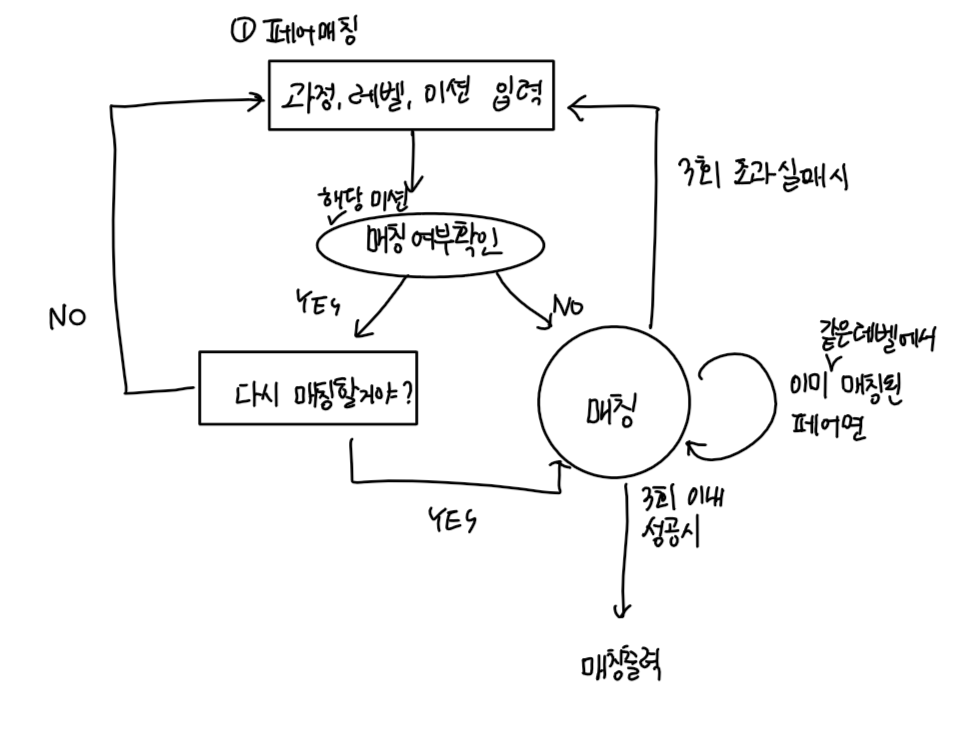 ① 페어매칭
과정, 레벨, 미션 입력
해당 미션
매칭 여부확인
YES
NO
NO
다시 매칭할거야?
YES
매칭
3회 초과실패시
같은레벨에서
이미 매칭된
페어면
3회 이내
성공시
매칭출력